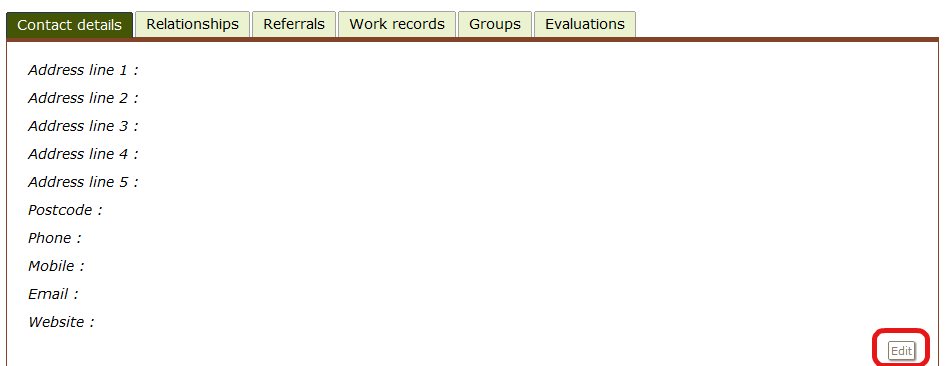 Contact details Relationships Referrals Work records Groups Evaluations
Address line 1 :
Address line 2 :
Address line 3 :
Address line 4 :
Address line 5 :
Postcode :
Phone :
Mobile :
Email :
Website :
Edit